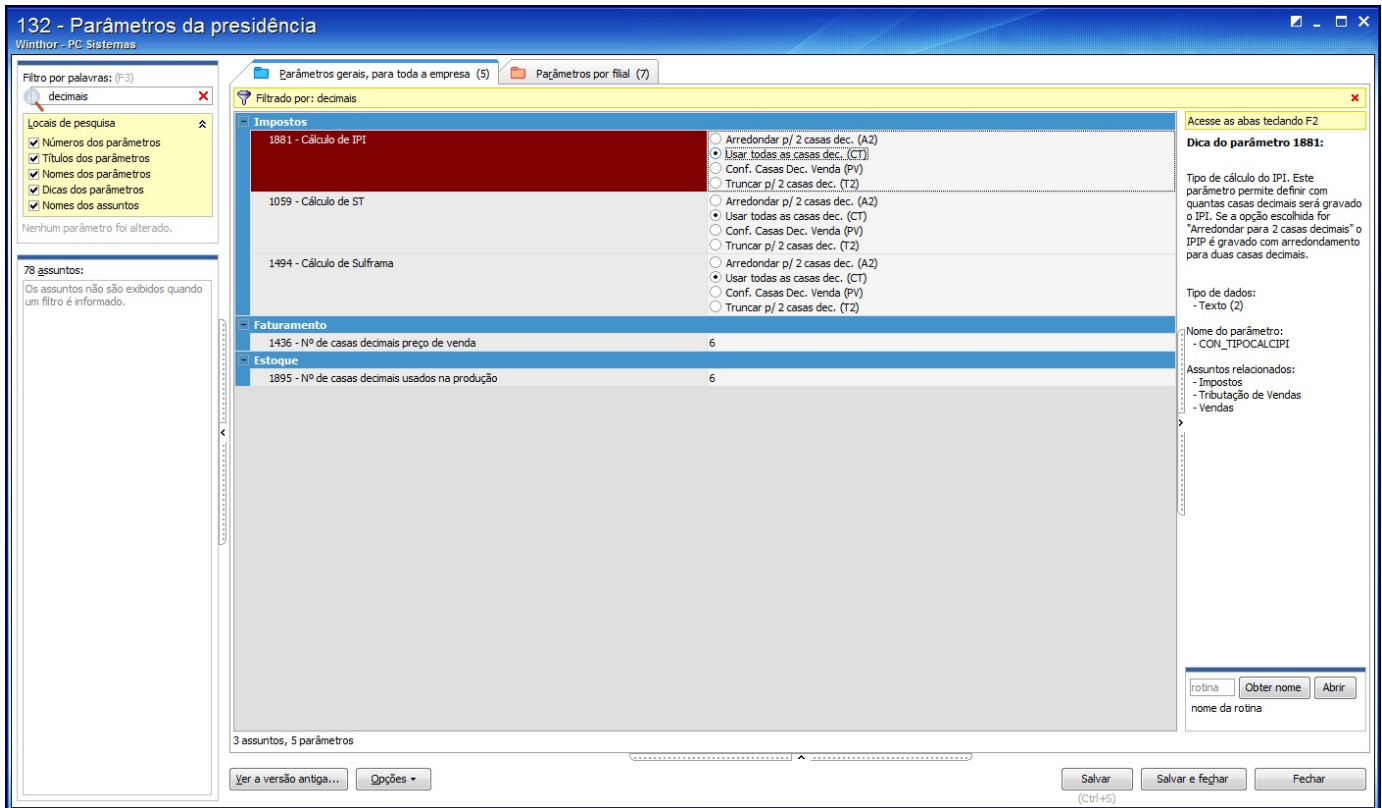 132 - Parâmetros da presidência
Winthor - PC Sistemas
Filtro por palavras: (F3)
decimais
Locais de pesquisa
Números dos parâmetros
Títulos dos parâmetros
Nomes dos parâmetros
Dicas dos parâmetros
Nomes dos assuntos
Nenhum parâmetro foi alterado.
78 assuntos:
Os assuntos não são exibidos quando
um filtro é informado.
Parâmetros gerais, para toda a empresa (5)
Parâmetros por filial (7)
Filtrado por: decimais
Impostos
1881 - Cálculo de IPI
Arredondar p/ 2 casas dec. (A2)
Usar todas as casas dec. (CT)
Conf. Casas Dec. Venda (PV)
Truncar p/ 2 casas dec. (T2)
1059 - Cálculo de ST
Arredondar p/ 2 casas dec. (A2)
Usar todas as casas dec. (CT)
Conf. Casas Dec. Venda (PV)
Truncar p/ 2 casas dec. (T2)
1494 - Cálculo de Sulframa
Arredondar p/ 2 casas dec. (A2)
Usar todas as casas dec. (CT)
Conf. Casas Dec. Venda (PV)
Truncar p/ 2 casas dec. (T2)
Faturamento
1436 - Nº de casas decimais preço de venda 6
Estoque
1895 - Nº de casas decimais usados na produção 6
3 assuntos, 5 parâmetros
Acesse as abas teclando F2
Dica do parâmetro 1881:
Tipo de cálculo do IPI. Este
parâmetro permite definir com
quantas casas decimais será gravado
o IPI. Se a opção escolhida for
"Arredondar para 2 casas decimais" o
IPIP é gravado com arredondamento
para duas casas decimais.
Tipo de dados:
- Texto (2)
Nome do parâmetro:
- CON_TIPOCALCIPI
Assuntos relacionados:
- Impostos
- Tributação de Vendas
- Vendas
rotina Obter nome Abrir
nome da rotina
Ver a versão antiga... Opções Salvar Salvar e fechar Fechar
(Ctrl+S)